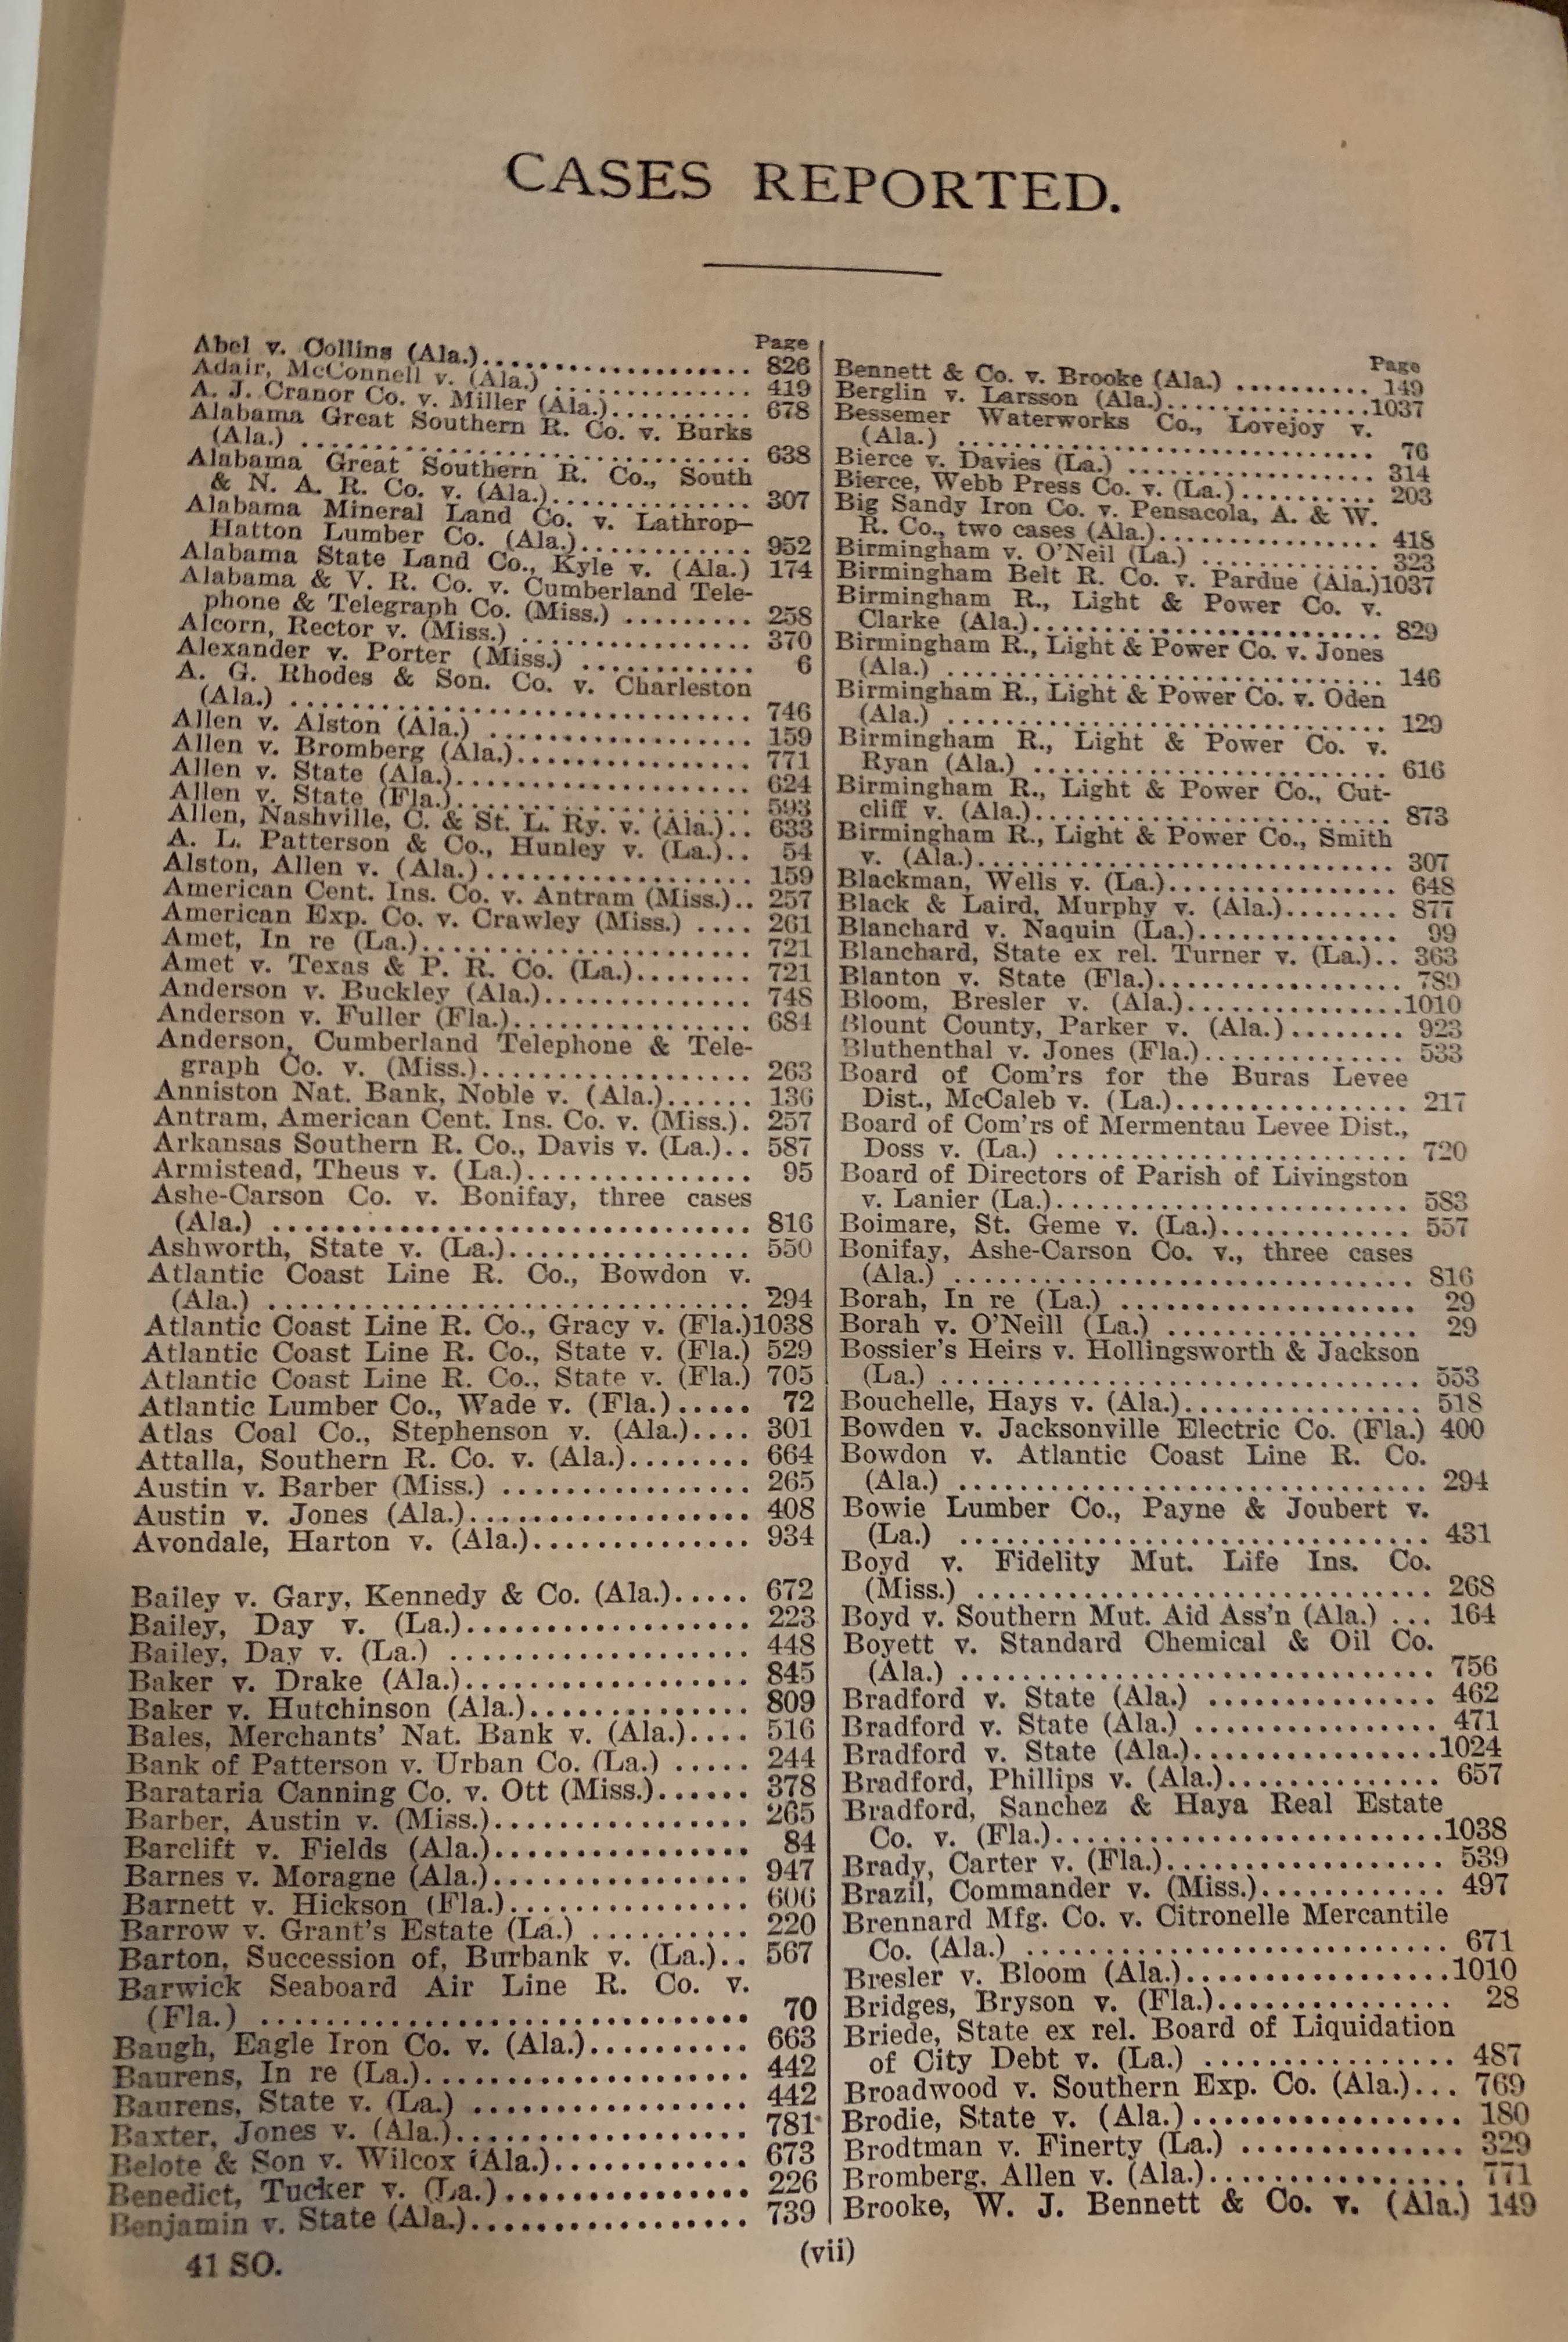 CASES REPORTED.
Page
Abel v. Collins (Ala.).................. 826
Adair, McConnell v. (Ala.) ............ 419
A. J. Cranor Co. v. Miller (Ala.).......... 678
Alabama Great Southern R. Co. v. Burks
(Ala.) .............................. 638
Alabama Great Southern R. Co., South
& N. A. R. Co. v. (Ala.).............. 307
Alabama Mineral Land Co. v. Lathrop–
Hatton Lumber Co. (Ala.)............ 952
Alabama State Land Co., Kyle v. (Ala.) 174
Alabama & V. R. Co. v. Cumberland Tele-
phone & Telegraph Co. (Miss.) ......... 258
Alcorn, Rector v. (Miss.) ............... 370
Alexander v. Porter (Miss.) ............ 6
A. G. Rhodes & Son. Co. v. Charleston
(Ala.) .............................. 746
Allen v. Alston (Ala.) .................. 159
Allen v. Bromberg (Ala.)................ 771
Allen v. State (Ala.).................... 624
Allen v. State (Fla.).................... 593
Allen, Nashville, C. & St. L. Ry. v. (Ala.).. 633
A. L. Patterson & Co., Hunley v. (La.).. 54
Alston, Allen v. (Ala.).................. 159
American Cent. Ins. Co. v. Antram (Miss.).. 257
American Exp. Co. v. Crawley (Miss.) .... 261
Amet, In re (La.)...................... 721
Amet v. Texas & P. R. Co. (La.)........ 721
Anderson v. Buckley (Ala.).............. 748
Anderson v. Fuller (Fla.)................ 684
Anderson, Cumberland Telephone & Tele-
graph Co. v. (Miss.).................. 263
Anniston Nat. Bank, Noble v. (Ala.)...... 136
Antram, American Cent. Ins. Co. v. (Miss.). 257
Arkansas Southern R. Co., Davis v. (La.).. 587
Armistead, Theus v. (La.)............... 95
Ashe-Carson Co. v. Bonifay, three cases
(Ala.) .............................. 816
Ashworth, State v. (La.)................ 550
Atlantic Coast Line R. Co., Bowdon v.
(Ala.) .............................. 294
Atlantic Coast Line R. Co., Gracy v. (Fla.)1038
Atlantic Coast Line R. Co., State v. (Fla.) 529
Atlantic Coast Line R. Co., State v. (Fla.) 705
Atlantic Lumber Co., Wade v. (Fla.)..... 72
Atlas Coal Co., Stephenson v. (Ala.).... 301
Attalla, Southern R. Co. v. (Ala.)........ 664
Austin v. Barber (Miss.) ................ 265
Austin v. Jones (Ala.).................. 408
Avondale, Harton v. (Ala.).............. 934
Bailey v. Gary, Kennedy & Co. (Ala.)..... 672
Bailey, Day v. (La.).................. 223
Bailey, Day v. (La.) ................... 448
Baker v. Drake (Ala.).................. 845
Baker v. Hutchinson (Ala.).............. 809
Bales, Merchants' Nat. Bank v. (Ala.).... 516
Bank of Patterson v. Urban Co. (La.) ..... 244
Barataria Canning Co. v. Ott (Miss.)...... 378
Barber, Austin v. (Miss.)................ 265
Barclift v. Fields (Ala.)................ 84
Barnes v. Moragne (Ala.)................ 947
Barnett v. Hickson (Fla.)................ 606
Barrow v. Grant's Estate (La.) .......... 220
Barton, Succession of, Burbank v. (La.).. 567
Barwick Seaboard Air Line R. Co. v.
(Fla.) .............................. 70
Baugh, Eagle Iron Co. v. (Ala.).......... 663
Baurens, In re (La.).................... 442
Baurens, State v. (La.) ................. 442
Baxter, Jones v. (Ala.).................. 781
Belote & Son v. Wilcox (Ala.)............ 673
Benedict, Tucker v. (La.)............... 226
Benjamin v. State (Ala.)................. 739
Page
Bennett & Co. v. Brooke (Ala.) .......... 149
Berglin v. Larsson (Ala.)................1037
Bessemer Waterworks Co., Lovejoy v.
(Ala.) ............................ 76
Bierce v. Davies (La.) ................ 314
Bierce, Webb Press Co. v. (La.).......... 203
Big Sandy Iron Co. v. Pensacola, A. & W.
R. Co., two cases (Ala.)................ 418
Birmingham v. O'Neil (La.) .............. 323
Birmingham Belt R. Co. v. Pardue (Ala.)1037
Birmingham R., Light & Power Co. v.
Clarke (Ala.)........................ 829
Birmingham R., Light & Power Co. v. Jones
(Ala.) ............................ 146
Birmingham R., Light & Power Co. v. Oden
(Ala.) ............................ 129
Birmingham R., Light & Power Co. v.
Ryan (Ala.) ........................ 616
Birmingham R., Light & Power Co., Cut-
cliff v. (Ala.)........................ 873
Birmingham R., Light & Power Co., Smith
v. (Ala.)............................ 307
Blackman, Wells v. (La.)................ 648
Black & Laird, Murphy v. (Ala.)........ 877
Blanchard v. Naquin (La.).............. 99
Blanchard, State ex rel. Turner v. (La.).. 363
Blanton v. State (Fla.)................. 789
Bloom, Bresler v. (Ala.)...............1010
Blount County, Parker v. (Ala.)........ 923
Bluthenthal v. Jones (Fla.).............. 533
Board of Com'rs for the Buras Levee
Dist., McCaleb v. (La.)................ 217
Board of Com'rs of Mermentau Levee Dist.,
Doss v. (La.) ........................ 720
Board of Directors of Parish of Livingston
v. Lanier (La.)........................ 583
Boimare, St. Geme v. (La.)............. 557
Bonifay, Ashe-Carson Co. v., three cases
(Ala.) .............................. 816
Borah, In re (La.) .................... 29
Borah v. O'Neill (La.) ................. 29
Bossier's Heirs v. Hollingsworth & Jackson
(La.) .............................. 553
Bouchelle, Hays v. (Ala.)................ 518
Bowden v. Jacksonville Electric Co. (Fla.) 400
Bowdon v. Atlantic Coast Line R. Co.
(Ala.) .............................. 294
Bowie Lumber Co., Payne & Joubert v.
(La.) .............................. 431
Boyd v. Fidelity Mut. Life Ins. Co.
(Miss.) ............................ 268
Boyd v. Southern Mut. Aid Ass'n (Ala.) ... 164
Boyett v. Standard Chemical & Oil Co.
(Ala.) .............................. 756
Bradford v. State (Ala.) ............... 462
Bradford v. State (Ala.) ................ 471
Bradford v. State (Ala.)................1024
Bradford, Phillips v. (Ala.).............. 657
Bradford, Sanchez & Haya Real Estate
Co. v. (Fla.)..........................1038
Brady, Carter v. (Fla.).................. 539
Brazil, Commander v. (Miss.)............ 497
Brennard Mfg. Co. v. Citronelle Mercantile
Co. (Ala.) ............................ 671
Bresler v. Bloom (Ala.).................1010
Bridges, Bryson v. (Fla.)................ 28
Briede, State ex rel. Board of Liquidation
of City Debt v. (La.) ................ 487
Broadwood v. Southern Exp. Co. (Ala.)... 769
Brodie, State v. (Ala.).................. 180
Brodtman v. Finerty (La.) .............. 329
Bromberg, Allen v. (Ala.)................ 771
Brooke, W. J. Bennett & Co. v. (Ala.) 149
41 SO.
(vii)